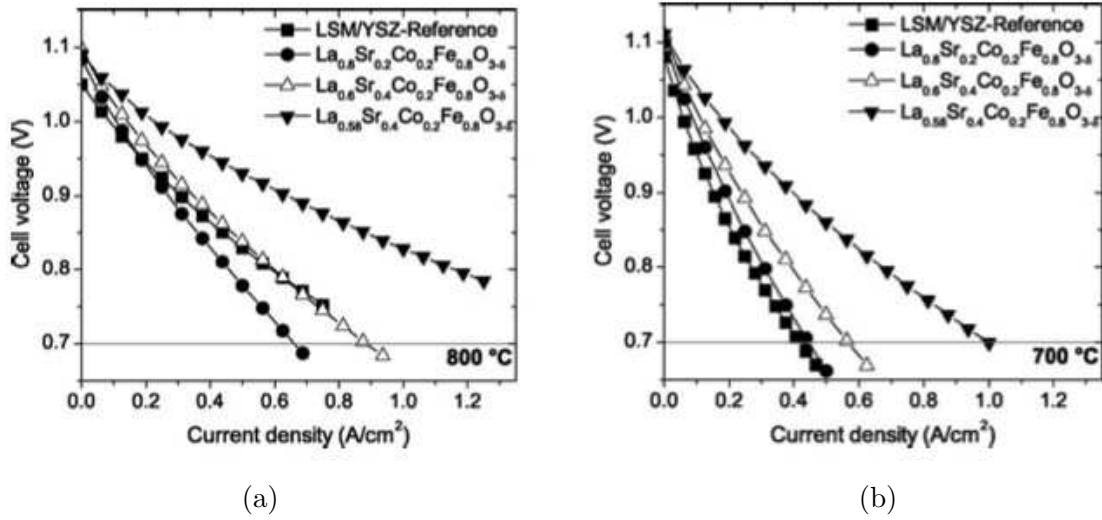 LSM/YSZ-Reference
La₀.₈Sr₀.₂Co₀.₂Fe₀.₈O₃₋δ
La₀.₆Sr₀.₄Co₀.₂Fe₀.₈O₃₋δ
La₀.₅₈Sr₀.₄Co₀.₂Fe₀.₈O₃₋δ
1.1
1.0
0.9
0.8
0.7
Cell voltage (V)
800 °C
0.0 0.2 0.4 0.6 0.8 1.0 1.2
Current density (A/cm²)
(a)
LSM/YSZ-Reference
La₀.₈Sr₀.₂Co₀.₂Fe₀.₈O₃₋δ
La₀.₆Sr₀.₄Co₀.₂Fe₀.₈O₃₋δ
La₀.₅₈Sr₀.₄Co₀.₂Fe₀.₈O₃₋δ
1.1
1.0
0.9
0.8
0.7
Cell voltage (V)
700 °C
0.0 0.2 0.4 0.6 0.8 1.0 1.2
Current density (A/cm²)
(b)